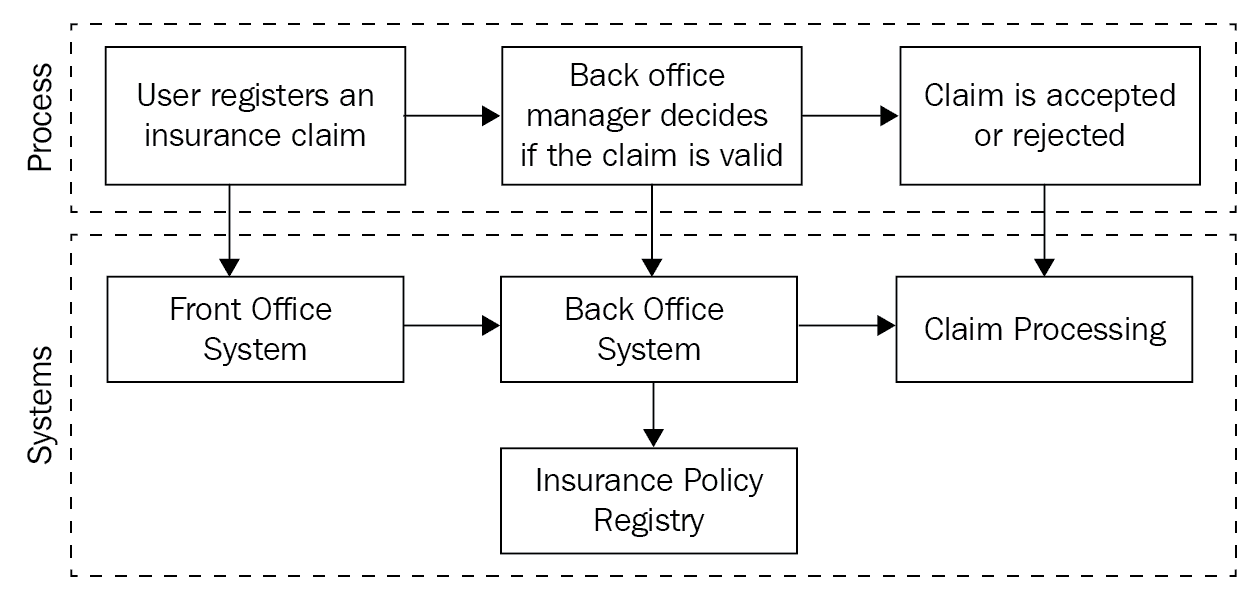 Process
User registers an
insurance claim
Back office
manager decides
if the claim is valid
Claim is accepted
or rejected
Systems
Front Office
System
Back Office
System
Claim Processing
Insurance Policy
Registry